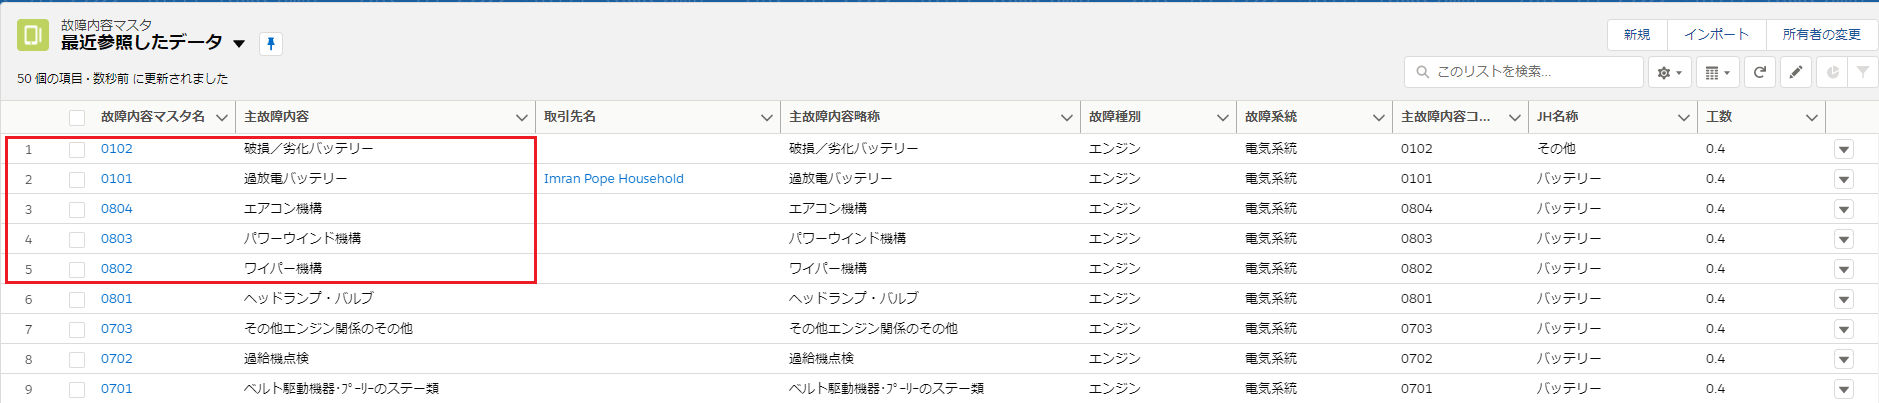 故障内容マスタ
最近参照したデータ
新規 インポート 所有者の変更
50 個の項目・数秒前 に更新されました
このリストを検索...
故障内容マスタ名 主故障内容 取引先名 主故障内容略称 故障種別 故障系統 主故障内容コ... JH名称 工数
1 0102 破損／劣化バッテリー 破損／劣化バッテリー エンジン 電気系統 0102 その他 0.4
2 0101 過放電バッテリー Imran Pope Household 過放電バッテリー エンジン 電気系統 0101 バッテリー 0.4
3 0804 エアコン機構 エアコン機構 エンジン 電気系統 0804 バッテリー 0.4
4 0803 パワーウインド機構 パワーウインド機構 エンジン 電気系統 0803 バッテリー 0.4
5 0802 ワイパー機構 ワイパー機構 エンジン 電気系統 0802 バッテリー 0.4
6 0801 ヘッドランプ・バルブ ヘッドランプ・バルブ エンジン 電気系統 0801 バッテリー 0.4
7 0703 その他エンジン関係のその他 その他エンジン関係のその他 エンジン 電気系統 0703 バッテリー 0.4
8 0702 過給機点検 過給機点検 エンジン 電気系統 0702 バッテリー 0.4
9 0701 ベルト駆動機器･ﾌﾟｰﾘｰのステー類 ベルト駆動機器･ﾌﾟｰﾘｰのステー類 エンジン 電気系統 0701 バッテリー 0.4